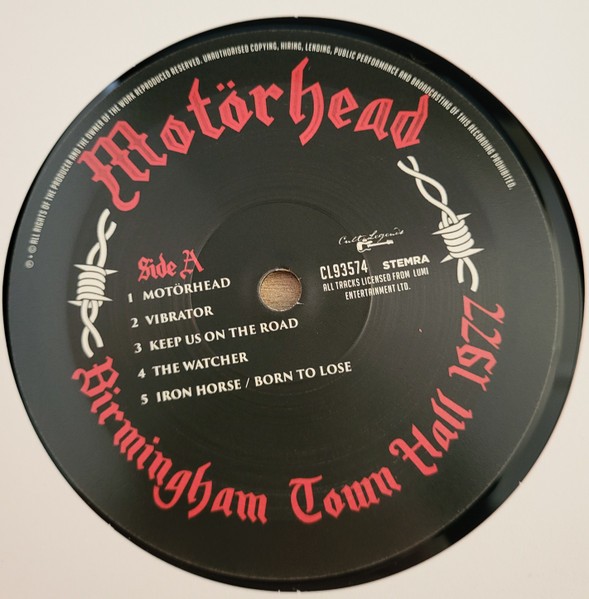 ℗ • © ALL RIGHTS OF THE PRODUCER AND THE OWNER OF THE WORK REPRODUCED RESERVED. UNAUTHORISED COPYING, HIRING, LENDING, PUBLIC PERFORMANCE AND BROADCASTING OF THIS RECORDING PROHIBITED.
Motörhead
Side A
1 MOTÖRHEAD
2 VIBRATOR
3 KEEP US ON THE ROAD
4 THE WATCHER
5 IRON HORSE / BORN TO LOSE
Cult Legends
CL93574 STEMRA
ALL TRACKS LICENSED FROM LUMI
ENTERTAINMENT LTD.
Birmingham Town Hall 1977